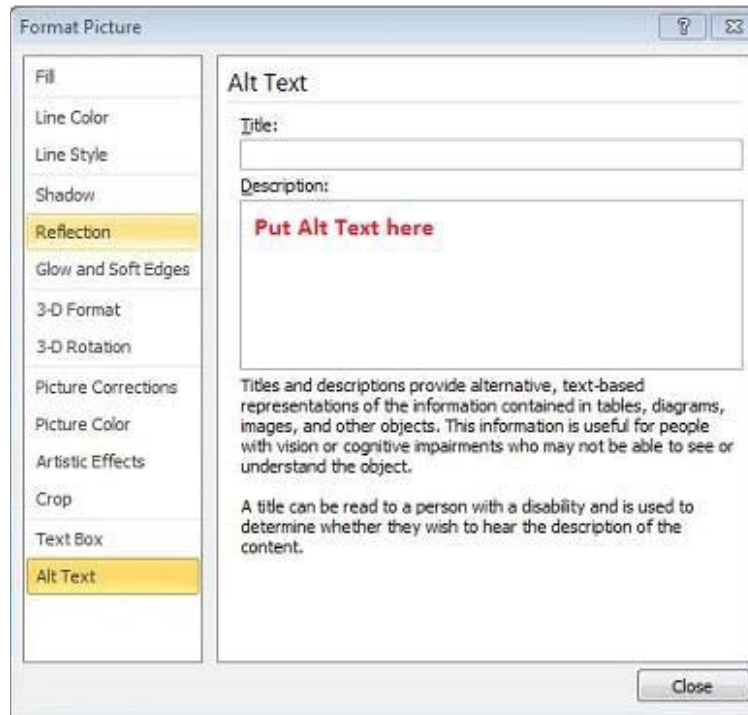 Format Picture
Fill
Line Color
Line Style
Shadow
Reflection
Glow and Soft Edges
3-D Format
3-D Rotation
Picture Corrections
Picture Color
Artistic Effects
Crop
Text Box
Alt Text
Alt Text
Title:
Description:
Put Alt Text here
Titles and descriptions provide alternative, text-based
representations of the information contained in tables, diagrams,
images, and other objects. This information is useful for people
with vision or cognitive impairments who may not be able to see or
understand the object.
A title can be read to a person with a disability and is used to
determine whether they wish to hear the description of the
content.
Close